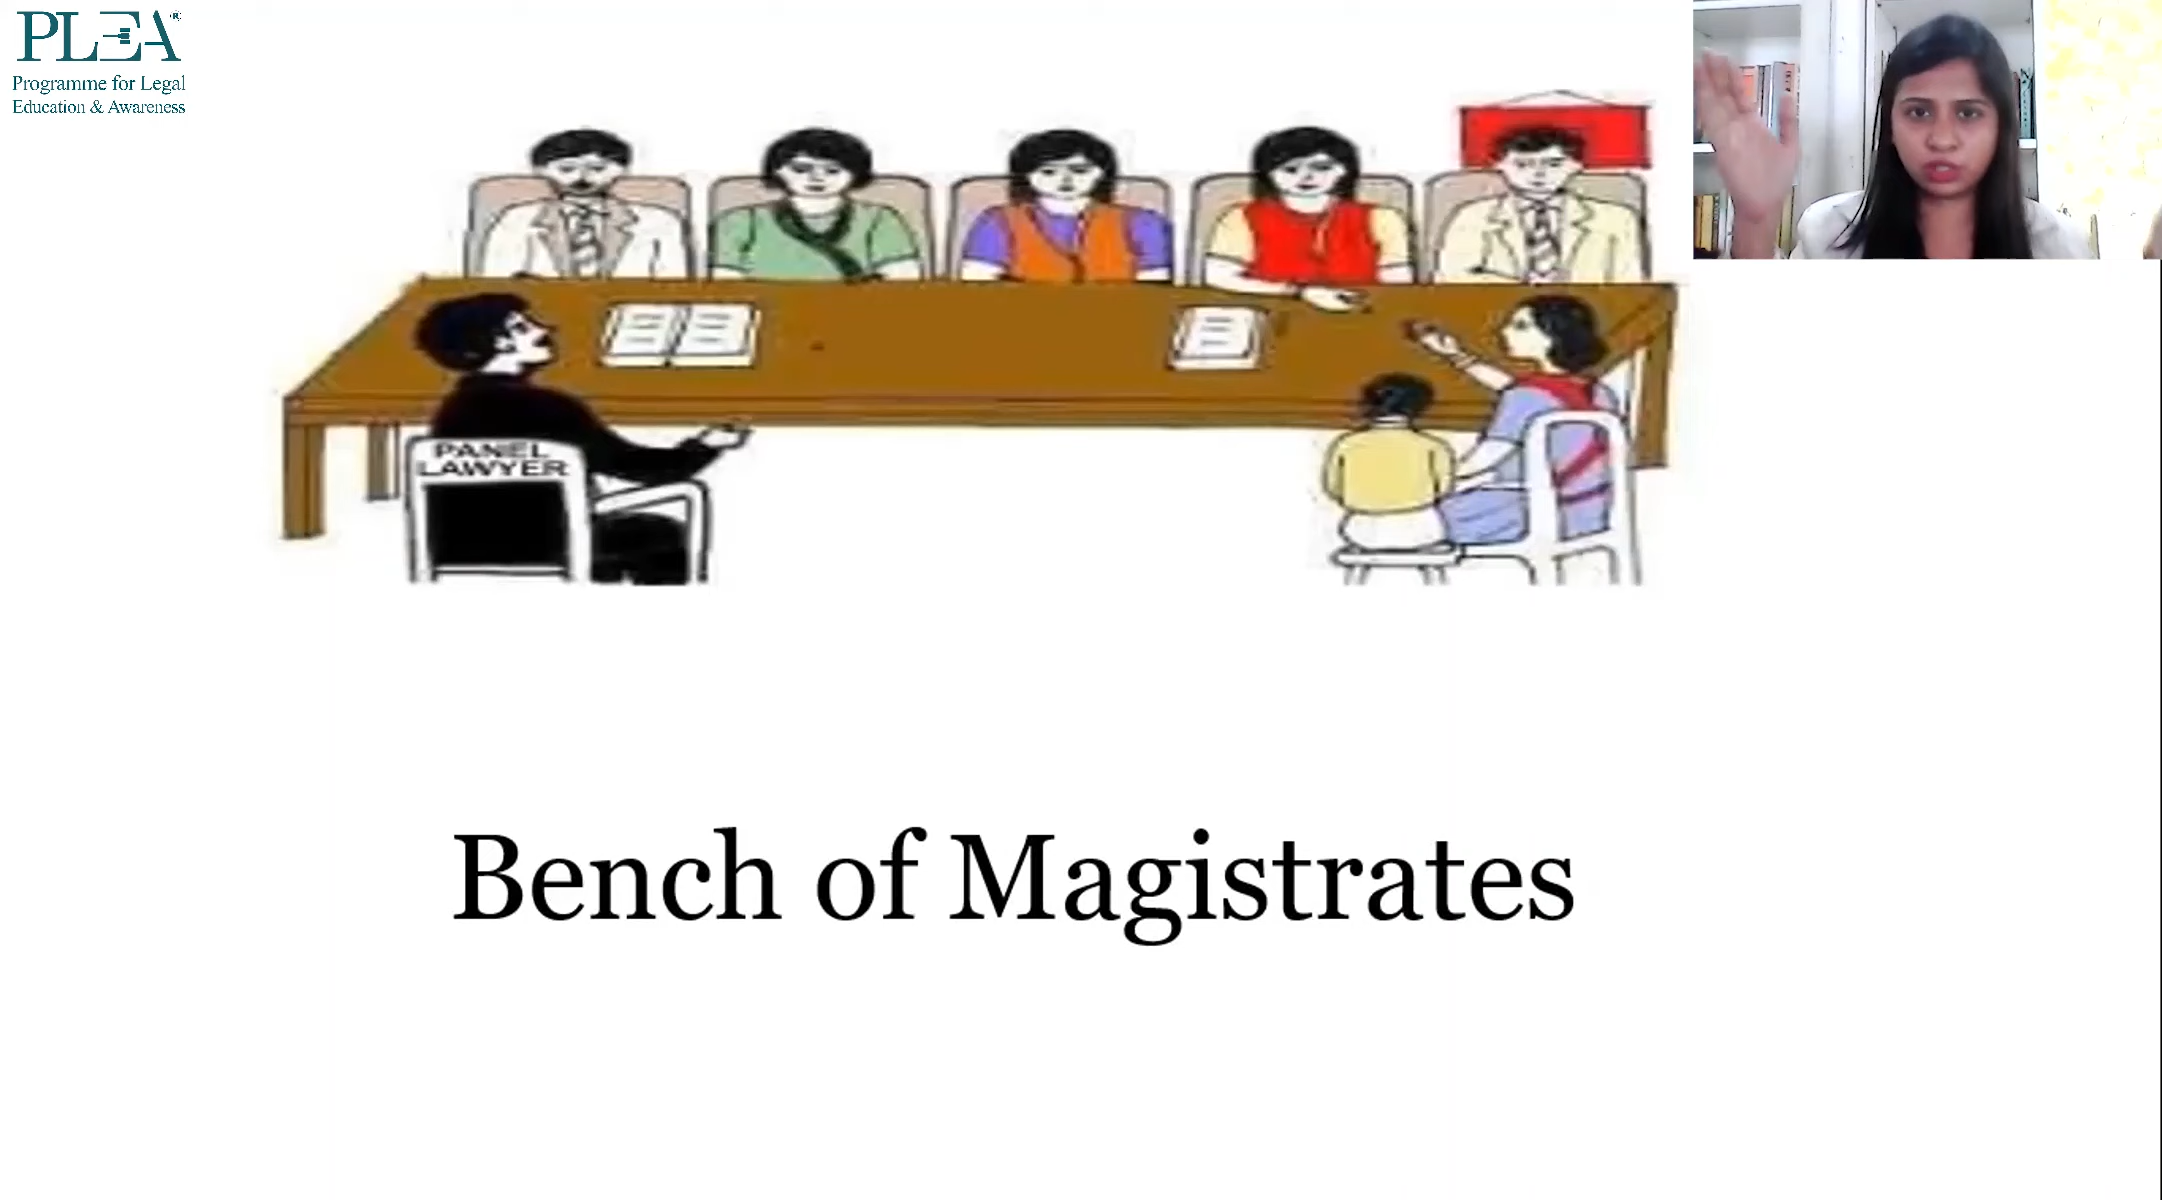 PLEA®
Programme for Legal
Education & Awareness
PANEL
LAWYER
Bench of Magistrates